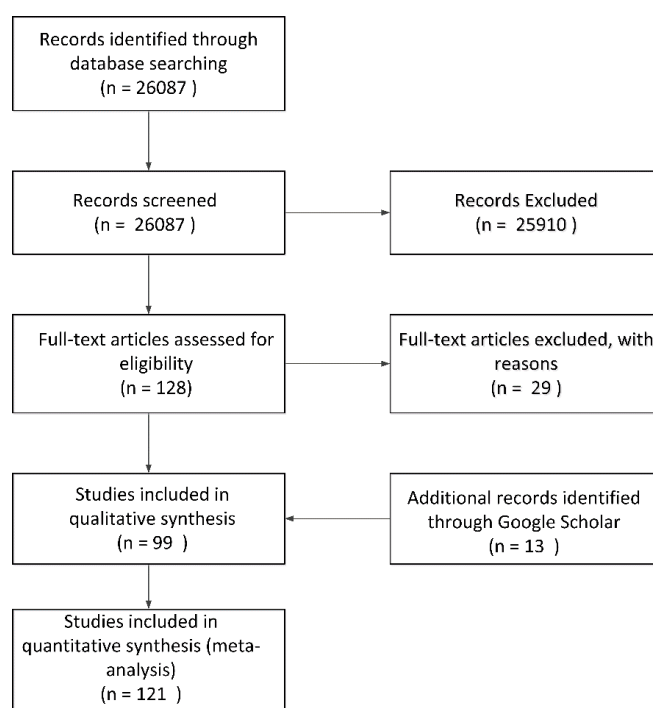 Records identified through
database searching
(n = 26087 )
Records screened
(n =  26087 )
Records Excluded
(n =  25910 )
Full-text articles assessed for
eligibility
(n = 128)
Full-text articles excluded, with
reasons
(n =  29 )
Studies included in
qualitative synthesis
(n = 99  )
Additional records identified
through Google Scholar
(n = 13    )
Studies included in
quantitative synthesis (meta-
analysis)
(n = 121  )